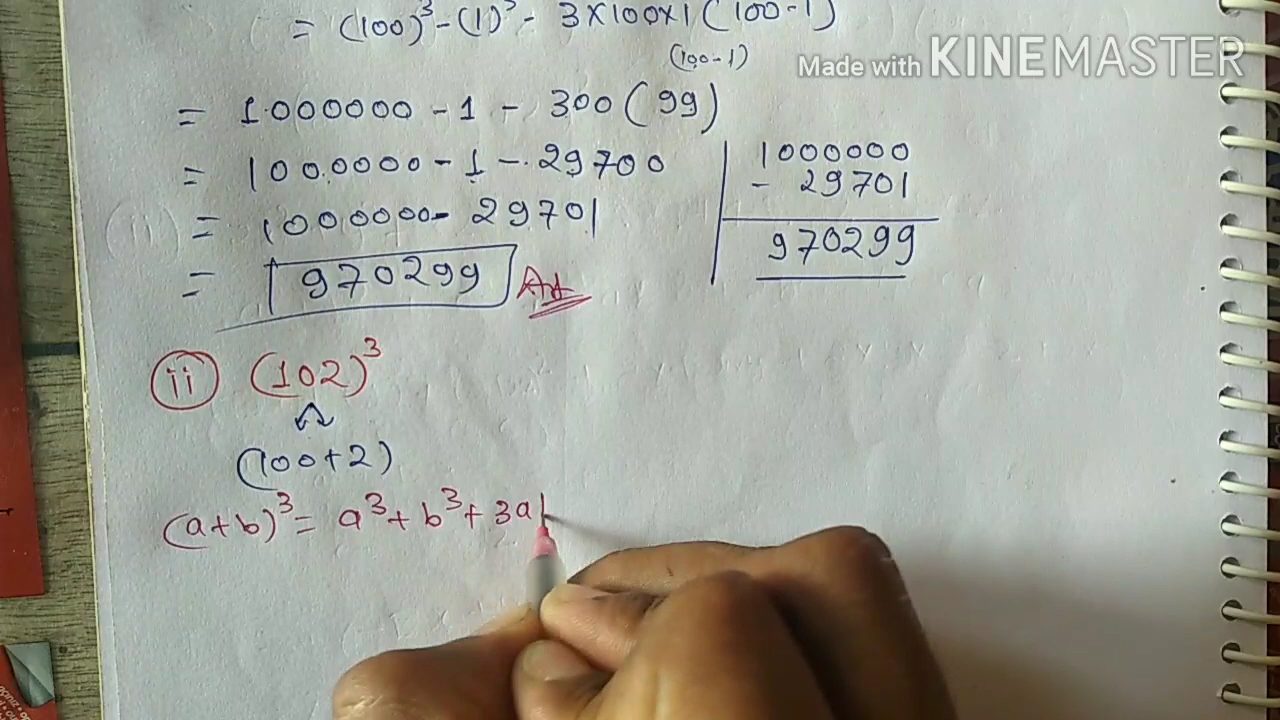 = (100)³ - (1)³ - 3×100×1 (100-1)
(100-1)
Made with KINEMASTER
= 1000000 - 1 - 300 (99)
= 1000000 - 1 - 29700
= 1000000 - 29701
= 970299 Ans
1000000
- 29701
970299
(ii) (102)³
(100+2)
(a+b)³ = a³ + b³ + 3a